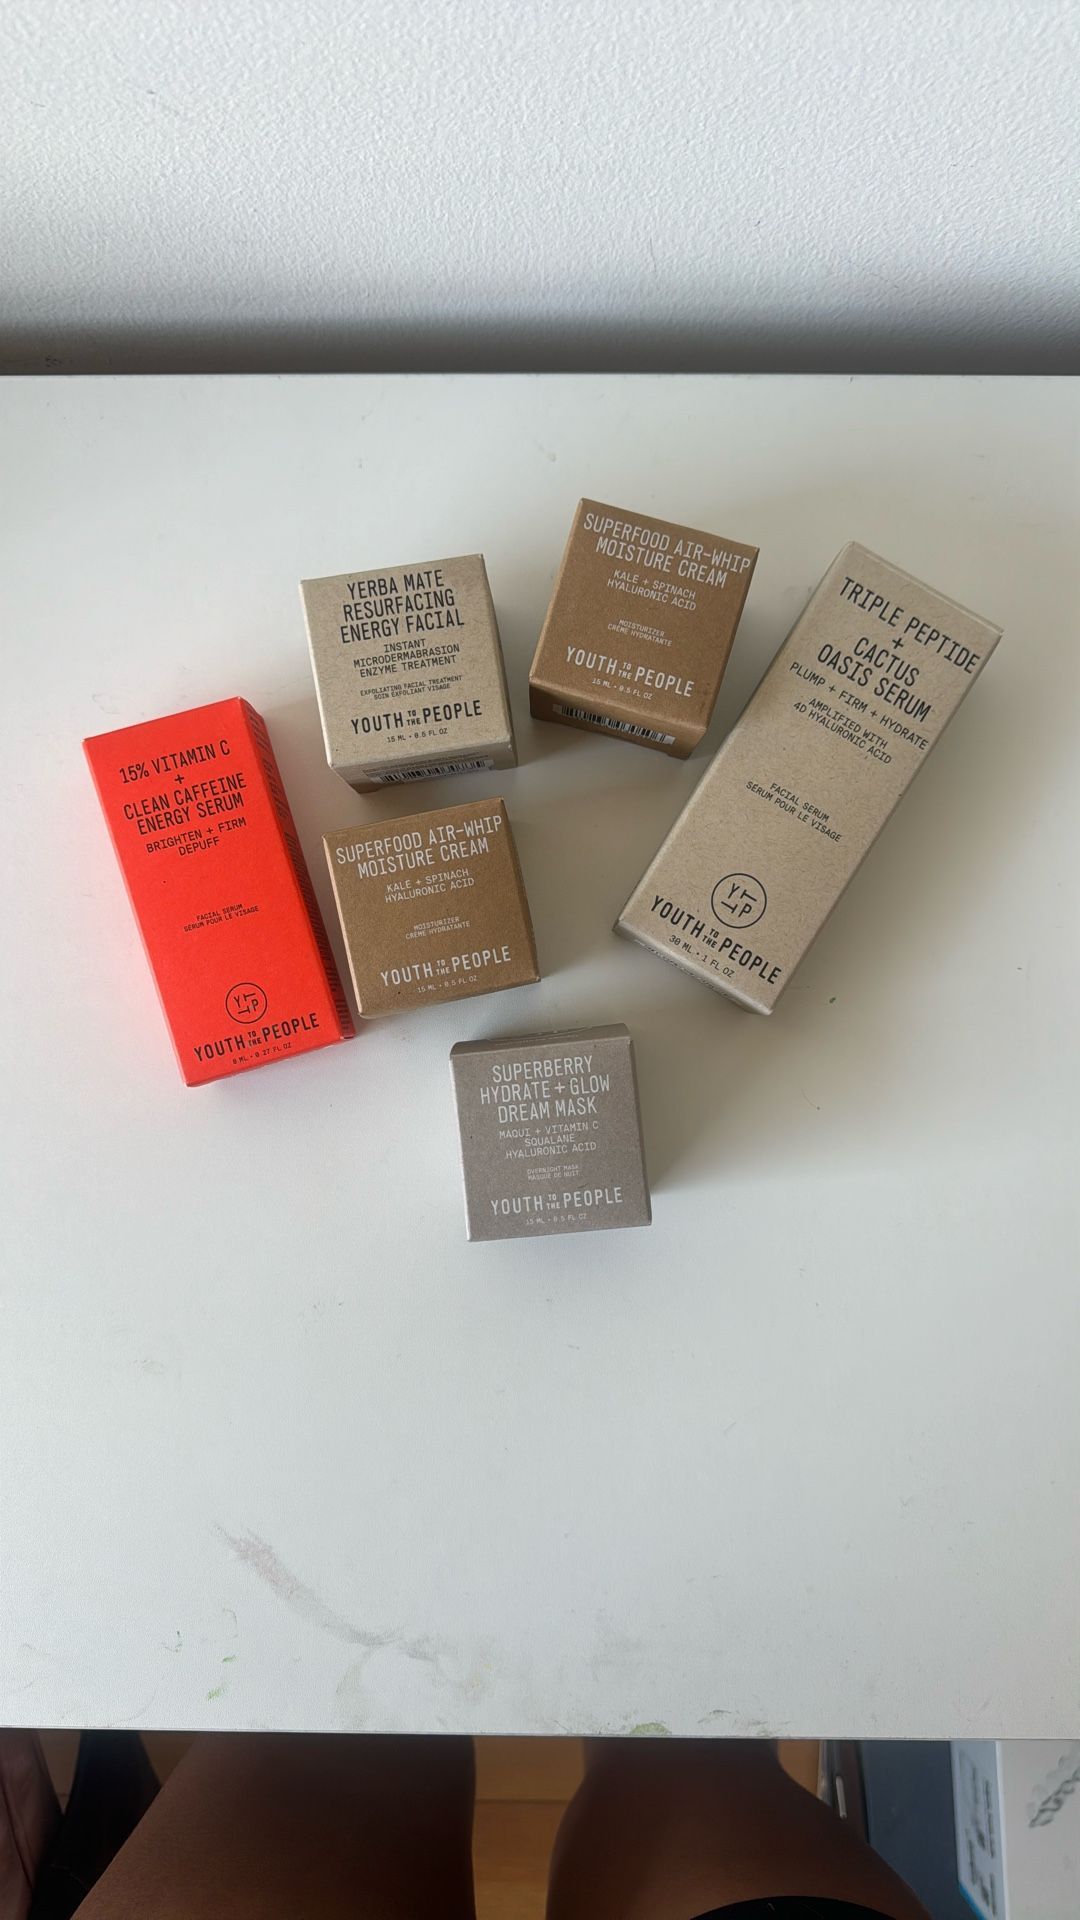 YERBA MATE
RESURFACING
ENERGY FACIAL
INSTANT
MICRODERMABRASION
ENZYME TREATMENT
EXFOLIATING FACIAL TREATMENT
SOIN EXFOLIANT VISAGE
YOUTH TO THE PEOPLE
15 ML • 0.5 FL OZ
SUPERFOOD AIR-WHIP
MOISTURE CREAM
KALE + SPINACH
HYALURONIC ACID
MOISTURIZER
CRÈME HYDRATANTE
YOUTH TO THE PEOPLE
15 ML • 0.5 FL OZ
TRIPLE PEPTIDE
+
CACTUS
OASIS SERUM
PLUMP + FIRM + HYDRATE
AMPLIFIED WITH
4D HYALURONIC ACID
FACIAL SERUM
SÉRUM POUR LE VISAGE
YTTP
YOUTH TO THE PEOPLE
30 ML • 1 FL OZ
15% VITAMIN C
+
CLEAN CAFFEINE
ENERGY SERUM
BRIGHTEN + FIRM
DEPUFF
FACIAL SERUM
SÉRUM POUR LE VISAGE
YTTP
YOUTH TO THE PEOPLE
8 ML • 0.27 FL OZ
SUPERFOOD AIR-WHIP
MOISTURE CREAM
KALE + SPINACH
HYALURONIC ACID
MOISTURIZER
CRÈME HYDRATANTE
YOUTH TO THE PEOPLE
15 ML • 0.5 FL OZ
SUPERBERRY
HYDRATE + GLOW
DREAM MASK
MAQUI + VITAMIN C
SQUALANE
HYALURONIC ACID
OVERNIGHT MASK
MASQUE DE NUIT
YOUTH TO THE PEOPLE
15 ML • 0.5 FL OZ